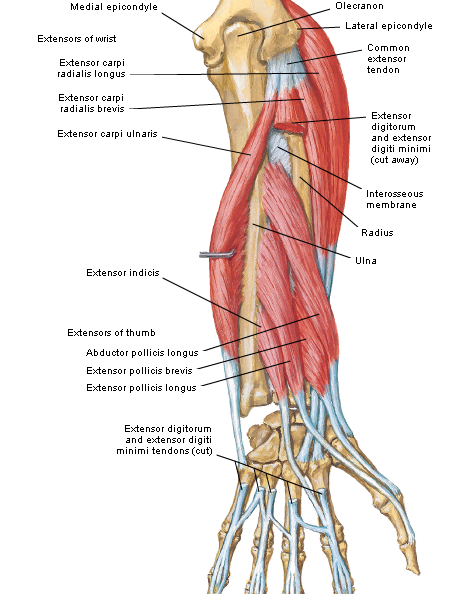 Medial epicondyle
Olecranon
Lateral epicondyle
Extensors of wrist
Common
extensor
tendon
Extensor carpi
radialis longus
Extensor carpi
radialis brevis
Extensor
digitorum
and extensor
digiti minimi
(cut away)
Extensor carpi ulnaris
Interosseous
membrane
Radius
Ulna
Extensor indicis
Extensors of thumb
Abductor pollicis longus
Extensor pollicis brevis
Extensor pollicis longus
Extensor digitorum
and extensor digiti
minimi tendons (cut)